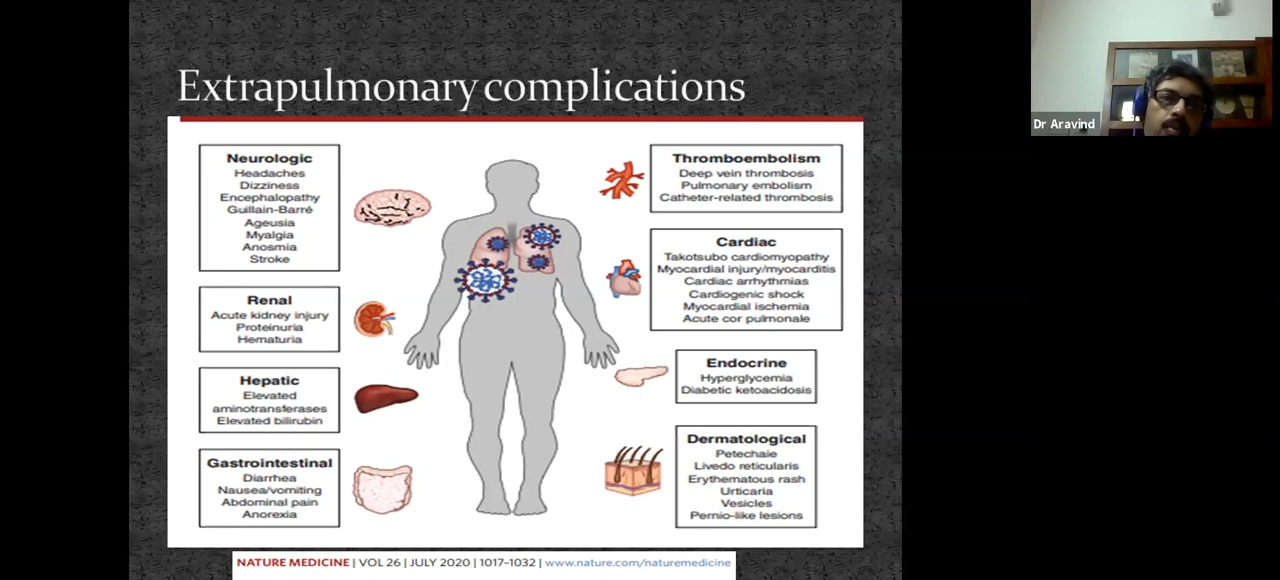 Extrapulmonary complications
Neurologic
Headaches
Dizziness
Encephalopathy
Guillain-Barré
Ageusia
Myalgia
Anosmia
Stroke
Renal
Acute kidney injury
Proteinuria
Hematuria
Hepatic
Elevated
aminotransferases
Elevated bilirubin
Gastrointestinal
Diarrhea
Nausea/vomiting
Abdominal pain
Anorexia
Thromboembolism
Deep vein thrombosis
Pulmonary embolism
Catheter-related thrombosis
Cardiac
Takotsubo cardiomyopathy
Myocardial injury/myocarditis
Cardiac arrhythmias
Cardiogenic shock
Myocardial ischemia
Acute cor pulmonale
Endocrine
Hyperglycemia
Diabetic ketoacidosis
Dermatological
Petechaie
Livedo reticularis
Erythematous rash
Urticaria
Vesicles
Pernio-like lesions
NATURE MEDICINE | VOL 26 | JULY 2020 | 1017–1032 | www.nature.com/naturemedicine
Dr Aravind